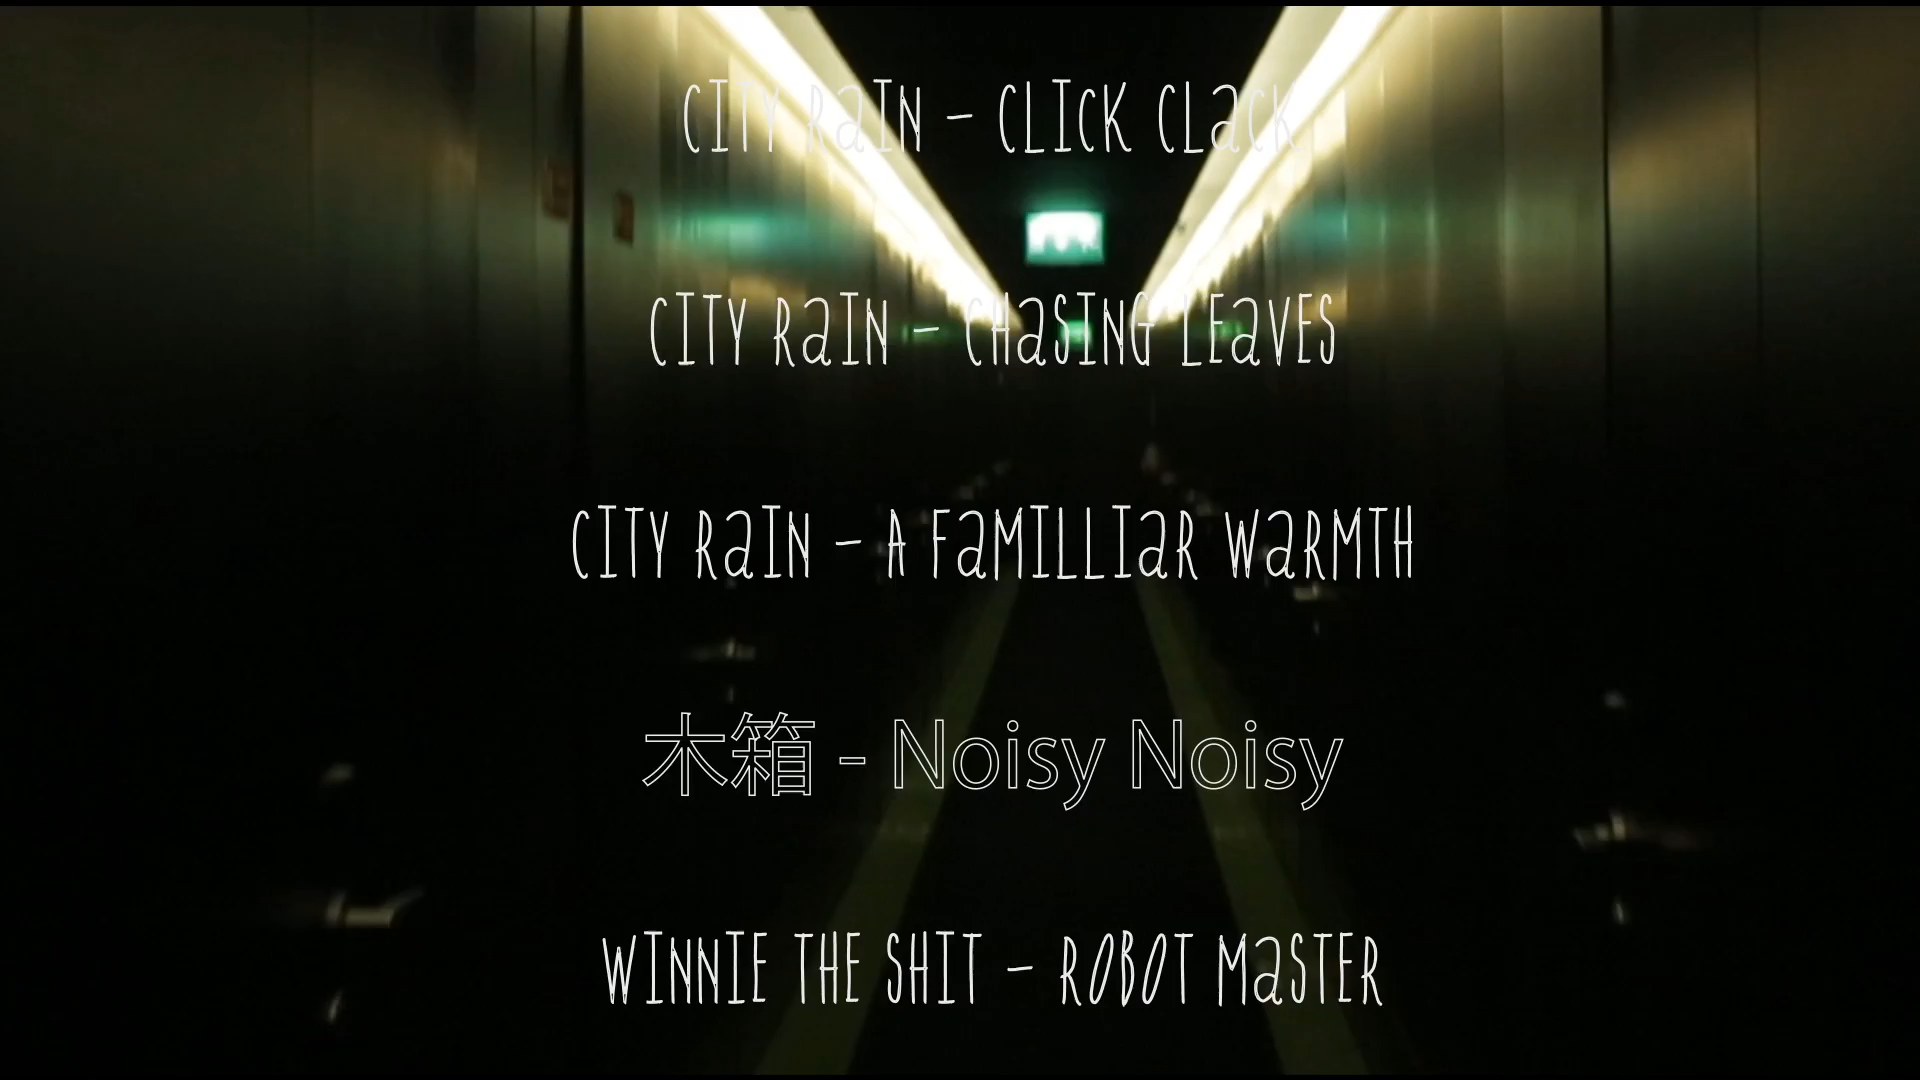 CITY RaIN - CLICK CLaCK
CITY RaIN - CHaSING LEaVES
CITY RaIN - A FaMILLIaR WaRMTH
木箱 - Noisy Noisy
WINNIE THE SHIT - ROBOT MaSTER